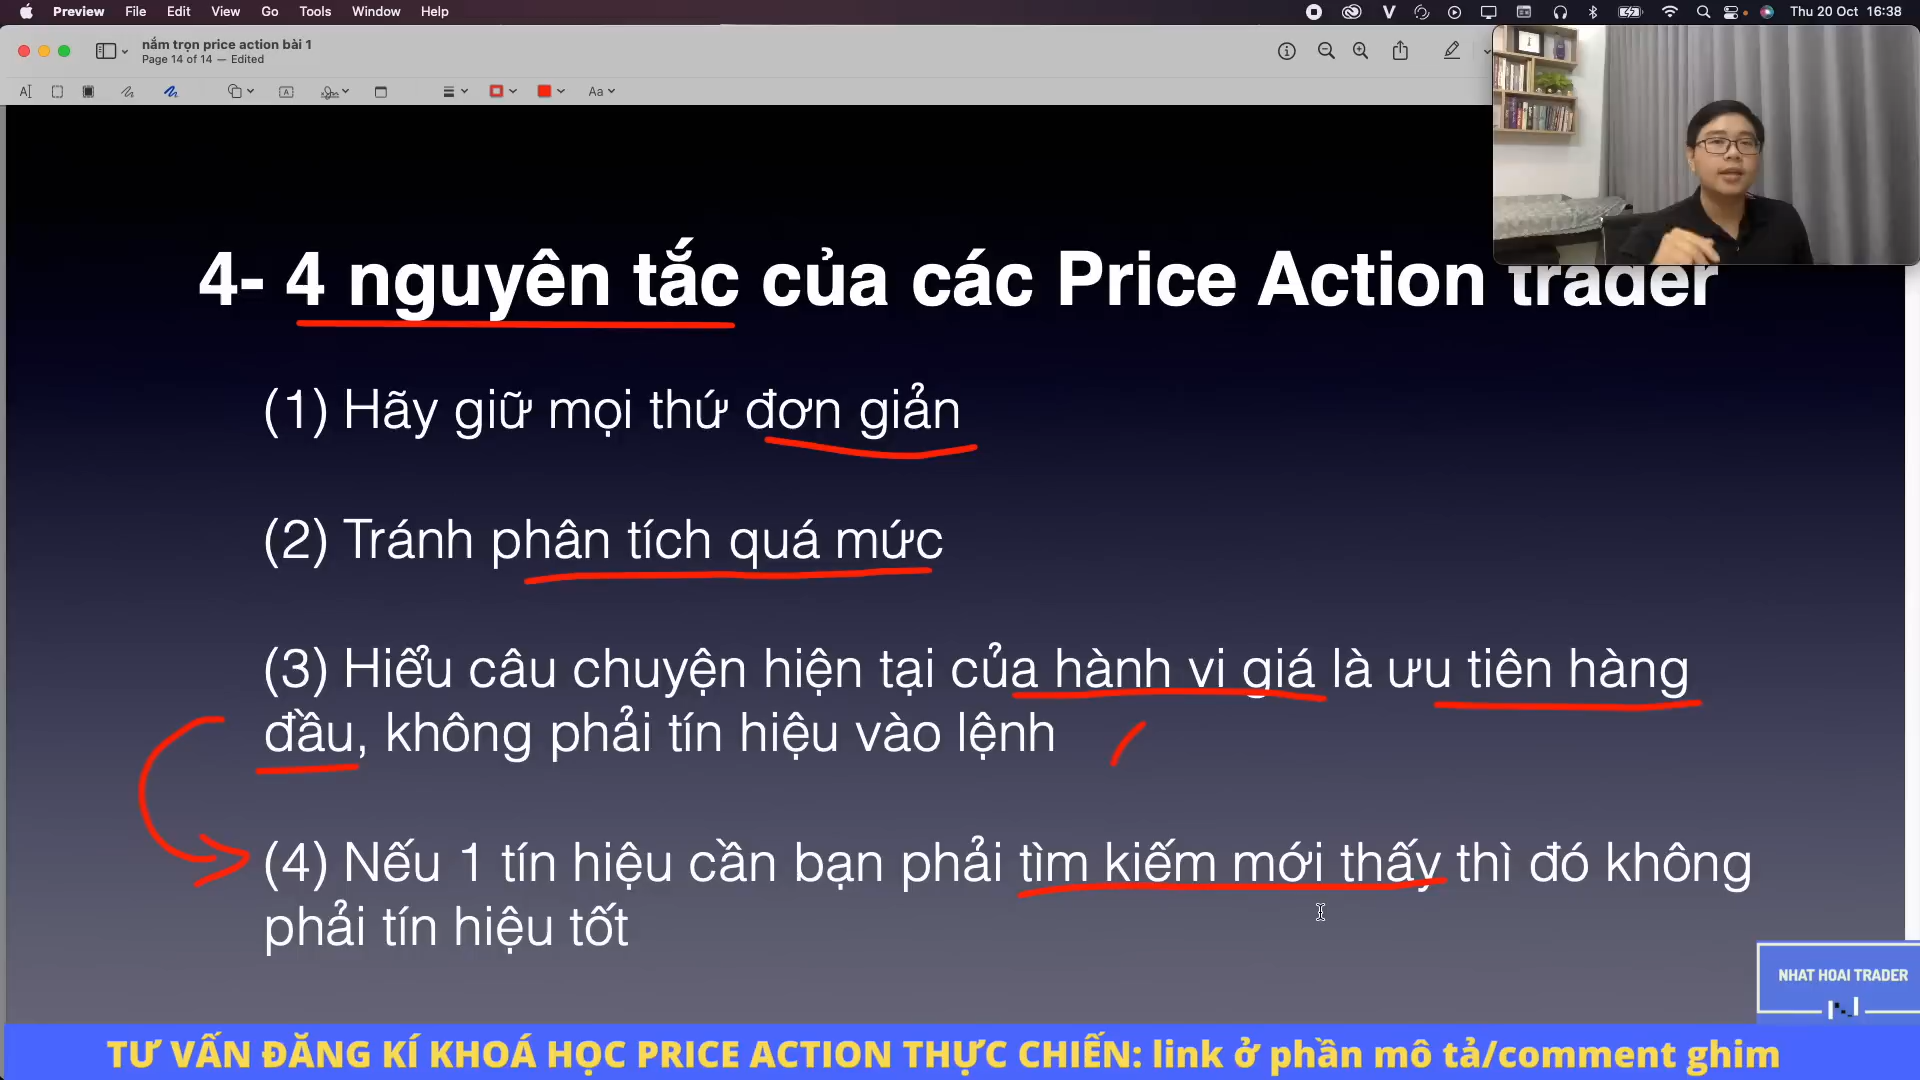 Preview File Edit View Go Tools Window Help Thu 20 Oct 16:38
nắm trọn price action bài 1
Page 14 of 14 — Edited
4- 4 nguyên tắc của các Price Action trader
(1) Hãy giữ mọi thứ đơn giản
(2) Tránh phân tích quá mức
(3) Hiểu câu chuyện hiện tại của hành vi giá là ưu tiên hàng
đầu, không phải tín hiệu vào lệnh
(4) Nếu 1 tín hiệu cần bạn phải tìm kiếm mới thấy thì đó không
phải tín hiệu tốt
NHAT HOAI TRADER
TƯ VẤN ĐĂNG KÍ KHOÁ HỌC PRICE ACTION THỰC CHIẾN: link ở phần mô tả/comment ghim